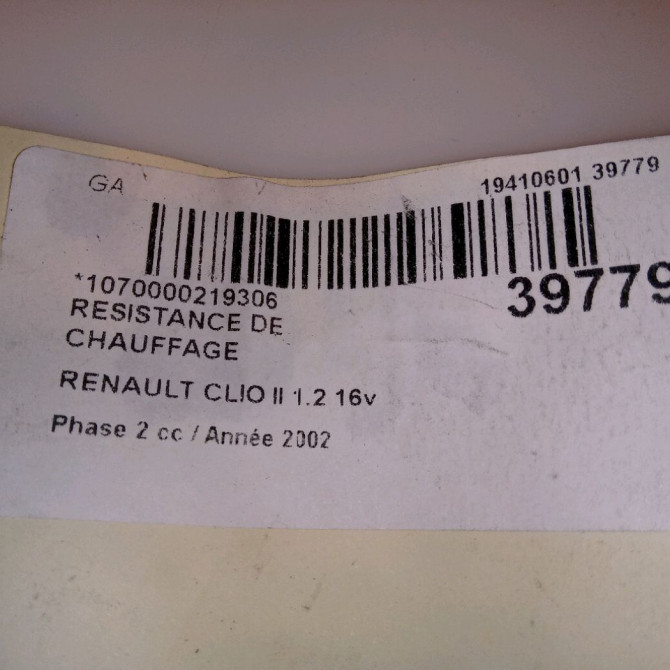 GA
19410601 39779
*1070000219306
39779
RESISTANCE DE
CHAUFFAGE
RENAULT CLIO II 1.2 16v
Phase 2 cc / Année 2002